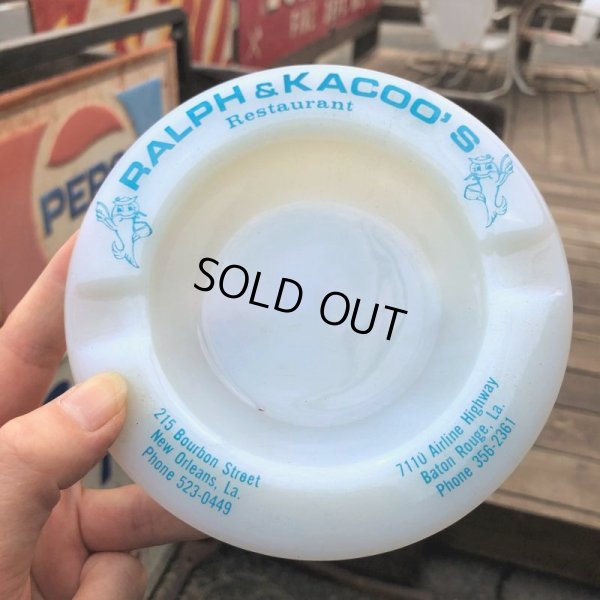 RALPH & KACOO'S
Restaurant
SOLD OUT
215 Bourbon Street
New Orleans, La.
Phone 523-0449
7110 Airline Highway
Baton Rouge, La.
Phone 356-2361
PEPS